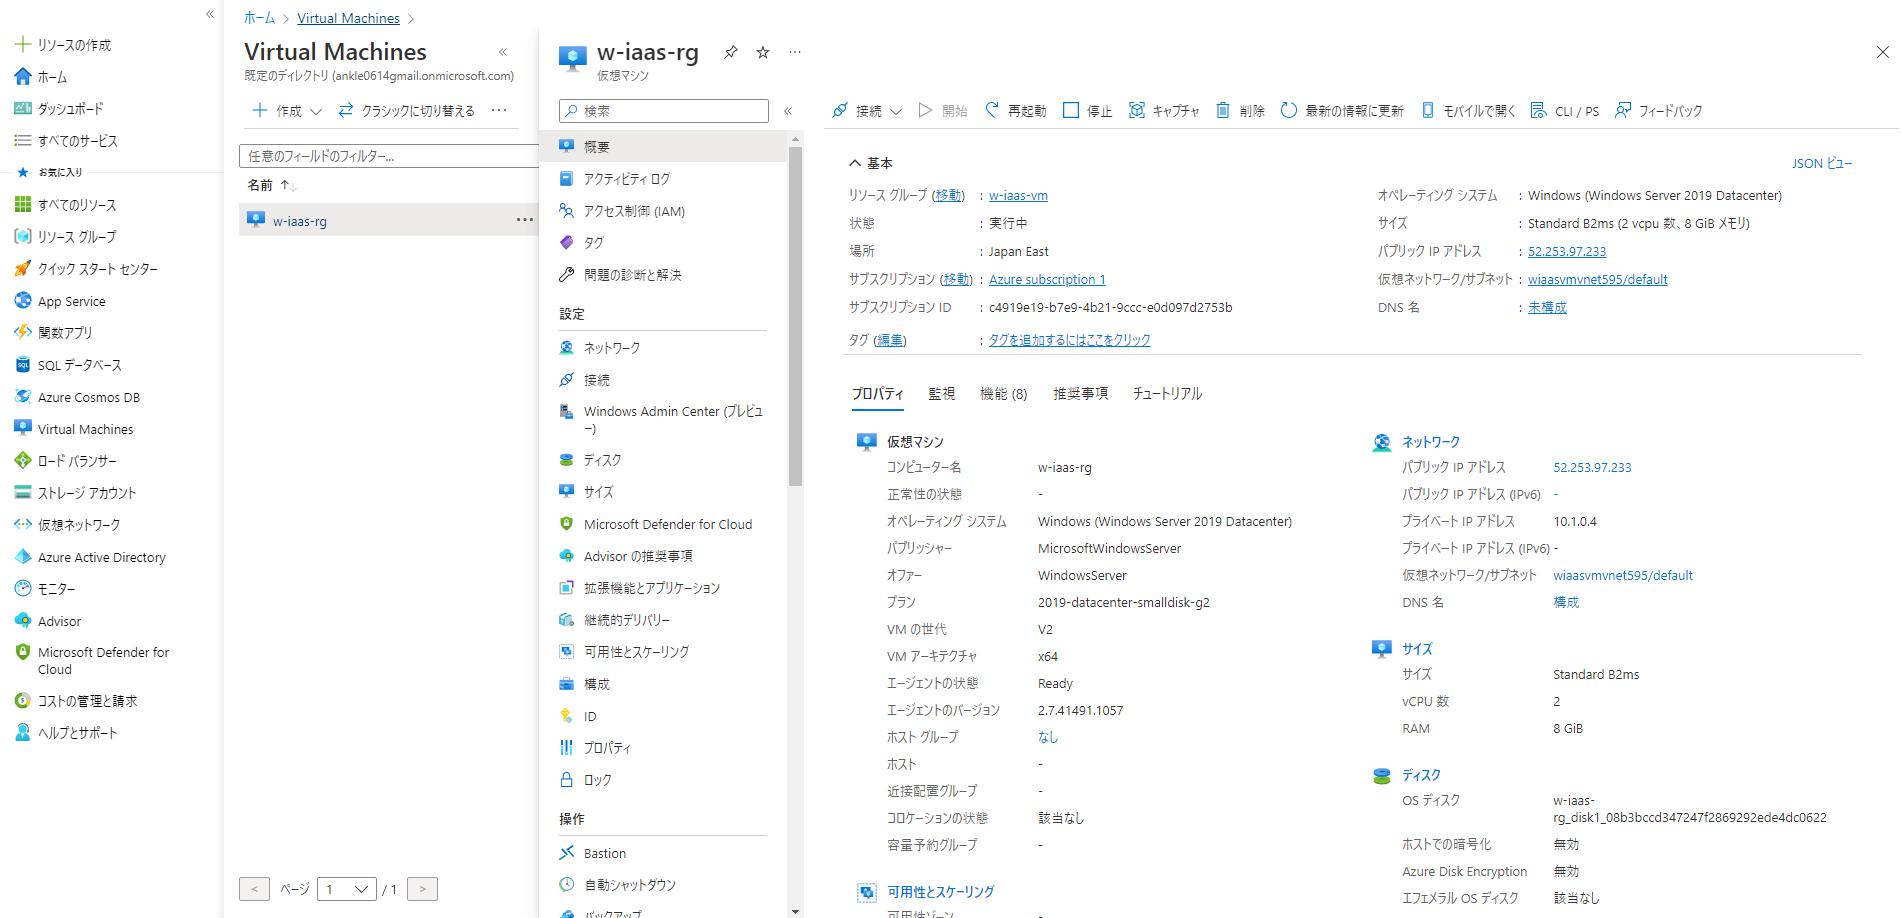 リソースの作成
ホーム
ダッシュボード
すべてのサービス
お気に入り
すべてのリソース
リソース グループ
クイック スタート センター
App Service
関数アプリ
SQL データベース
Azure Cosmos DB
Virtual Machines
ロード バランサー
ストレージ アカウント
仮想ネットワーク
Azure Active Directory
モニター
Advisor
Microsoft Defender for
Cloud
コストの管理と請求
ヘルプとサポート
ホーム > Virtual Machines >
Virtual Machines
既定のディレクトリ (ankle0614gmail.onmicrosoft.com)
作成 クラシックに切り替える ...
任意のフィールドのフィルター...
名前 ↑↓
w-iaas-rg ...
< ページ 1 / 1 >
w-iaas-rg ...
仮想マシン
検索
概要
アクティビティ ログ
アクセス制御 (IAM)
タグ
問題の診断と解決
設定
ネットワーク
接続
Windows Admin Center (プレビュ
ー)
ディスク
サイズ
Microsoft Defender for Cloud
Advisor の推奨事項
拡張機能とアプリケーション
継続的デリバリー
可用性とスケーリング
構成
ID
プロパティ
ロック
操作
Bastion
自動シャットダウン
バックアップ
接続 開始 再起動 停止 キャプチャ 削除 最新の情報に更新 モバイルで開く CLI / PS フィードバック
基本 JSON ビュー
リソース グループ (移動) : w-iaas-vm
状態 : 実行中
場所 : Japan East
サブスクリプション (移動) : Azure subscription 1
サブスクリプション ID : c4919e19-b7e9-4b21-9ccc-e0d097d2753b
タグ (編集) : タグを追加するにはここをクリック
オペレーティング システム : Windows (Windows Server 2019 Datacenter)
サイズ : Standard B2ms (2 vcpu 数、8 GiB メモリ)
パブリック IP アドレス : 52.253.97.233
仮想ネットワーク/サブネット : wiaasvmvnet595/default
DNS 名 : 未構成
プロパティ 監視 機能 (8) 推奨事項 チュートリアル
仮想マシン
コンピューター名 w-iaas-rg
正常性の状態 -
オペレーティング システム Windows (Windows Server 2019 Datacenter)
パブリッシャー MicrosoftWindowsServer
オファー WindowsServer
プラン 2019-datacenter-smalldisk-g2
VM の世代 V2
VM アーキテクチャ x64
エージェントの状態 Ready
エージェントのバージョン 2.7.41491.1057
ホスト グループ なし
ホスト -
近接配置グループ -
コロケーションの状態 該当なし
容量予約グループ -
可用性とスケーリング
可用性ゾーン -
ネットワーク
パブリック IP アドレス 52.253.97.233
パブリック IP アドレス (IPv6) -
プライベート IP アドレス 10.1.0.4
プライベート IP アドレス (IPv6) -
仮想ネットワーク/サブネット wiaasvmvnet595/default
DNS 名 構成
サイズ
サイズ Standard B2ms
vCPU 数 2
RAM 8 GiB
ディスク
OS ディスク w-iaas-
rg_disk1_08b3bccd347247f2869292ede4dc0622
ホストでの暗号化 無効
Azure Disk Encryption 無効
エフェメラル OS ディスク 該当なし